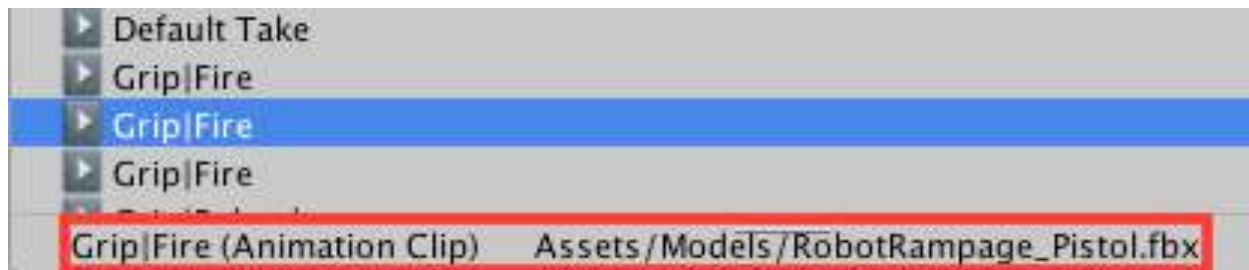 Default Take
Grip|Fire
Grip|Fire
Grip|Fire
Grip|Fire (Animation Clip) Assets/Models/RobotRampage_Pistol.fbx